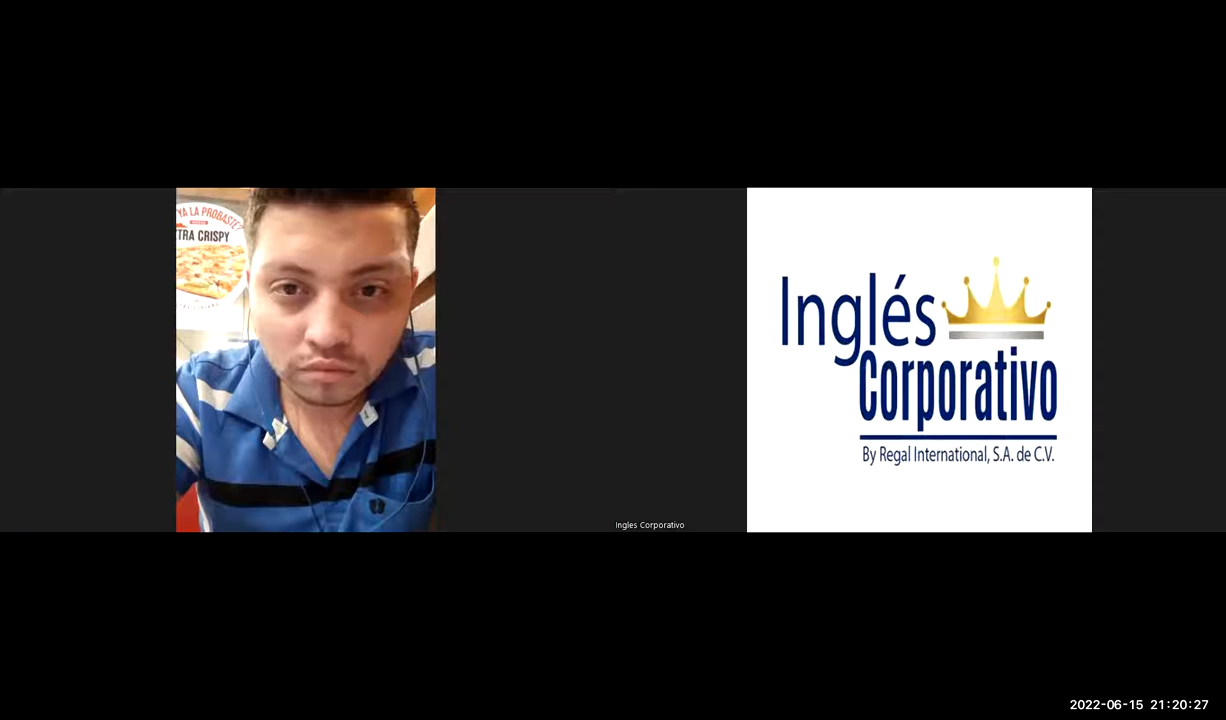 YA LA PROBASTE?
TRA CRISPY
Inglés
Corporativo
By Regal International, S.A. de C.V.
Ingles Corporativo
2022-06-15 21:20:27